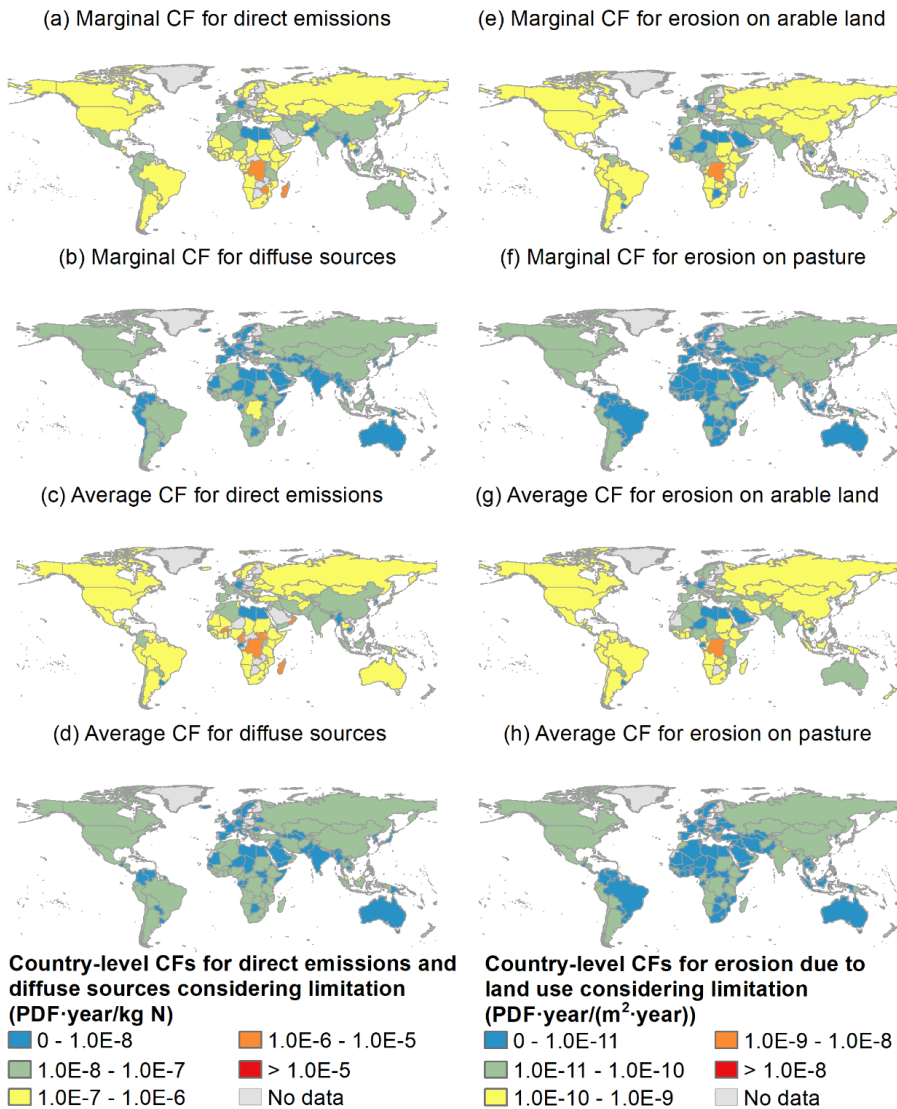 (a) Marginal CF for direct emissions
(e) Marginal CF for erosion on arable land
(b) Marginal CF for diffuse sources
(f) Marginal CF for erosion on pasture
(c) Average CF for direct emissions
(g) Average CF for erosion on arable land
(d) Average CF for diffuse sources
(h) Average CF for erosion on pasture
Country-level CFs for direct emissions and
diffuse sources considering limitation
(PDF·year/kg N)
0 - 1.0E-8
1.0E-8 - 1.0E-7
1.0E-7 - 1.0E-6
1.0E-6 - 1.0E-5
> 1.0E-5
No data
Country-level CFs for erosion due to
land use considering limitation
(PDF·year/(m²·year))
0 - 1.0E-11
1.0E-11 - 1.0E-10
1.0E-10 - 1.0E-9
1.0E-9 - 1.0E-8
> 1.0E-8
No data